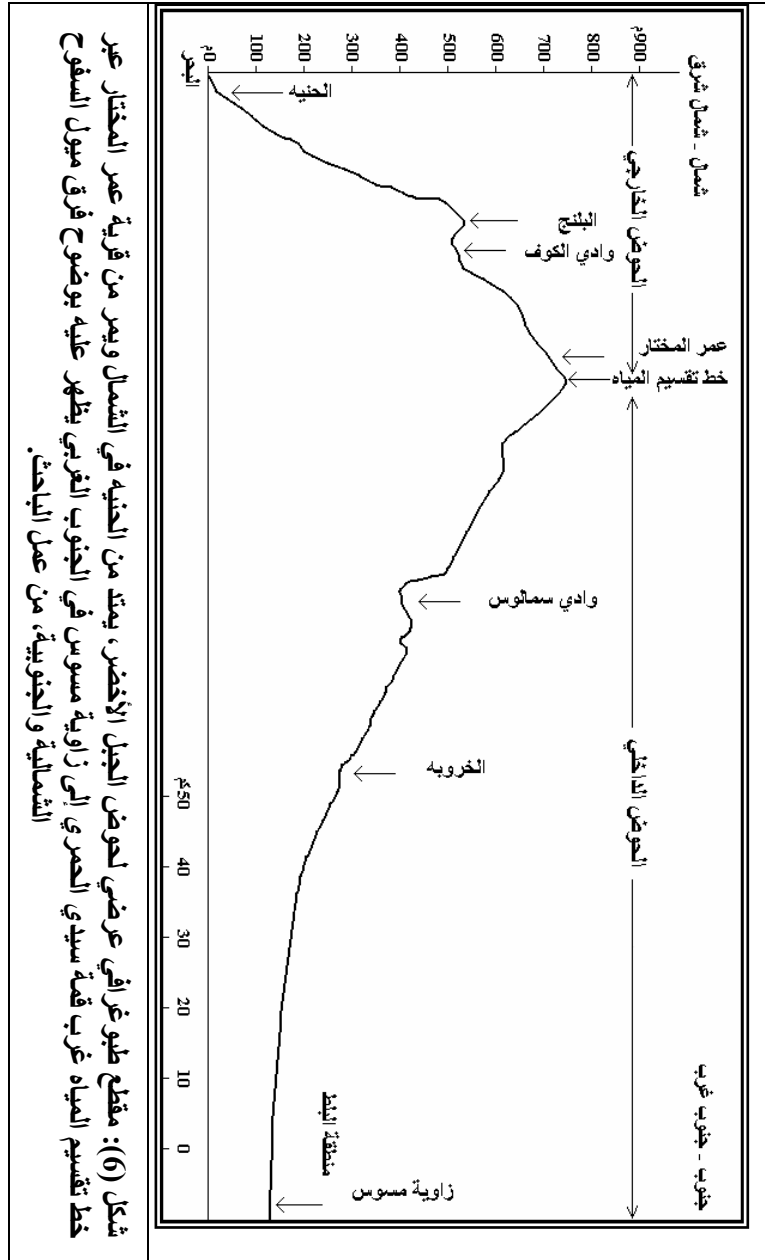 شمال - شمال شرق
جنوب - جنوب غرب
الحوض الخارجي
الحوض الداخلي
900م
800
700
600
500
400
300
200
100
0م
البحر
الحنيه
البلنج
وادي الكوف
عمر المختار
خط تقسيم المياه
وادي سمالوس
الخروبه
منطقة البلط
زاوية مسوس
50كم
40
30
20
10
0
شكل (6): مقطع طبوغرافي عرضي لحوض الجبل الأخضر، يمتد من الحنيه في الشمال ويمر من قرية عمر المختار عبر
خط تقسيم المياه غرب قمة سيدي الحمري إلى زاوية مسوس في الجنوب الغربي يظهر عليه بوضوح فرق ميول السفوح
الشمالية والجنوبية، من عمل الباحث.